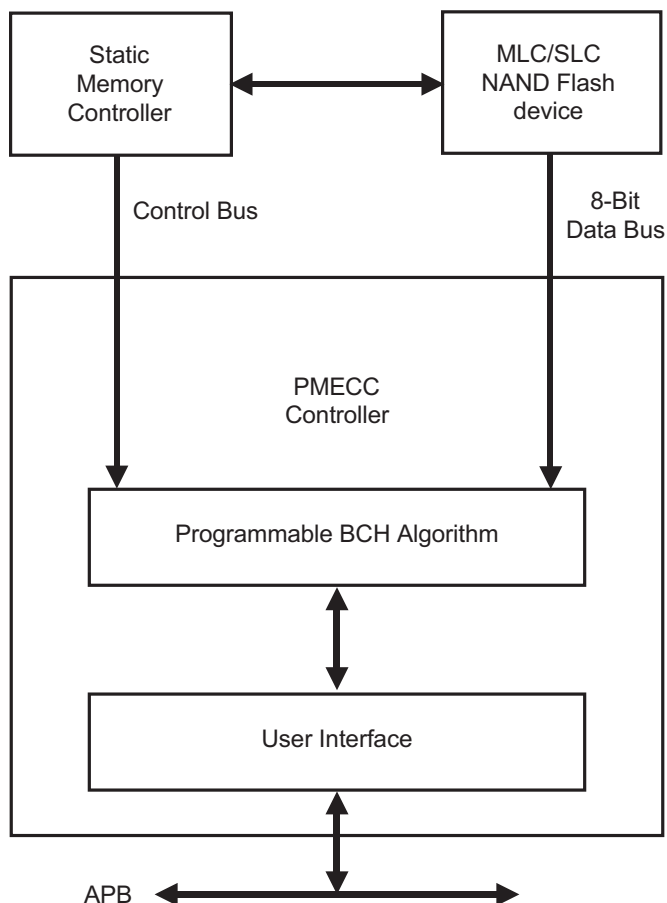 Static
Memory
Controller
MLC/SLC
NAND Flash
device
Control Bus
8-Bit
Data Bus
PMECC
Controller
Programmable BCH Algorithm
User Interface
APB